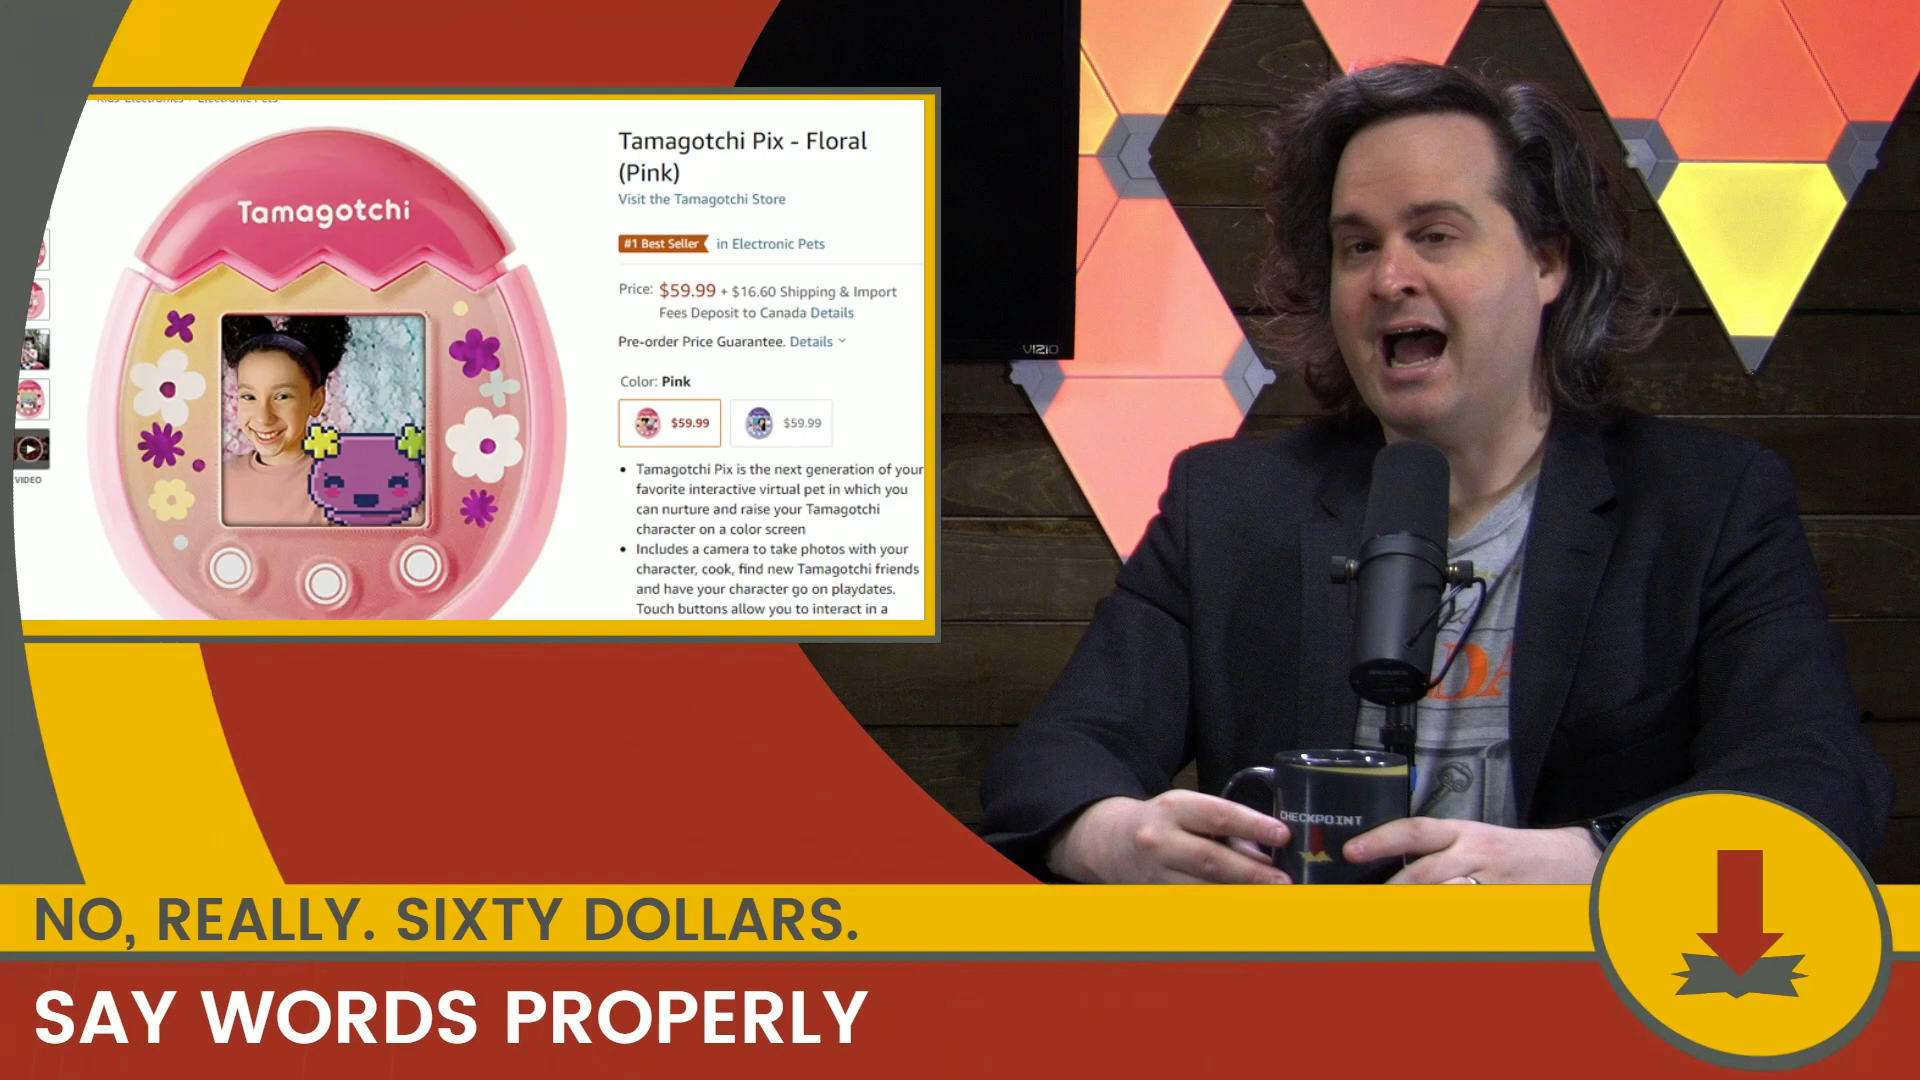 Kids' Electronics › Electronic Pets
Tamagotchi
VIDEO
Tamagotchi Pix - Floral
(Pink)
Visit the Tamagotchi Store
#1 Best Seller in Electronic Pets
Price: $59.99 + $16.60 Shipping & Import
Fees Deposit to Canada Details
Pre-order Price Guarantee. Details
Color: Pink
$59.99 $59.99
• Tamagotchi Pix is the next generation of your
favorite interactive virtual pet in which you
can nurture and raise your Tamagotchi
character on a color screen
• Includes a camera to take photos with your
character, cook, find new Tamagotchi friends
and have your character go on playdates.
Touch buttons allow you to interact in a
VIZIO
CHECKPOINT
NO, REALLY. SIXTY DOLLARS.
SAY WORDS PROPERLY